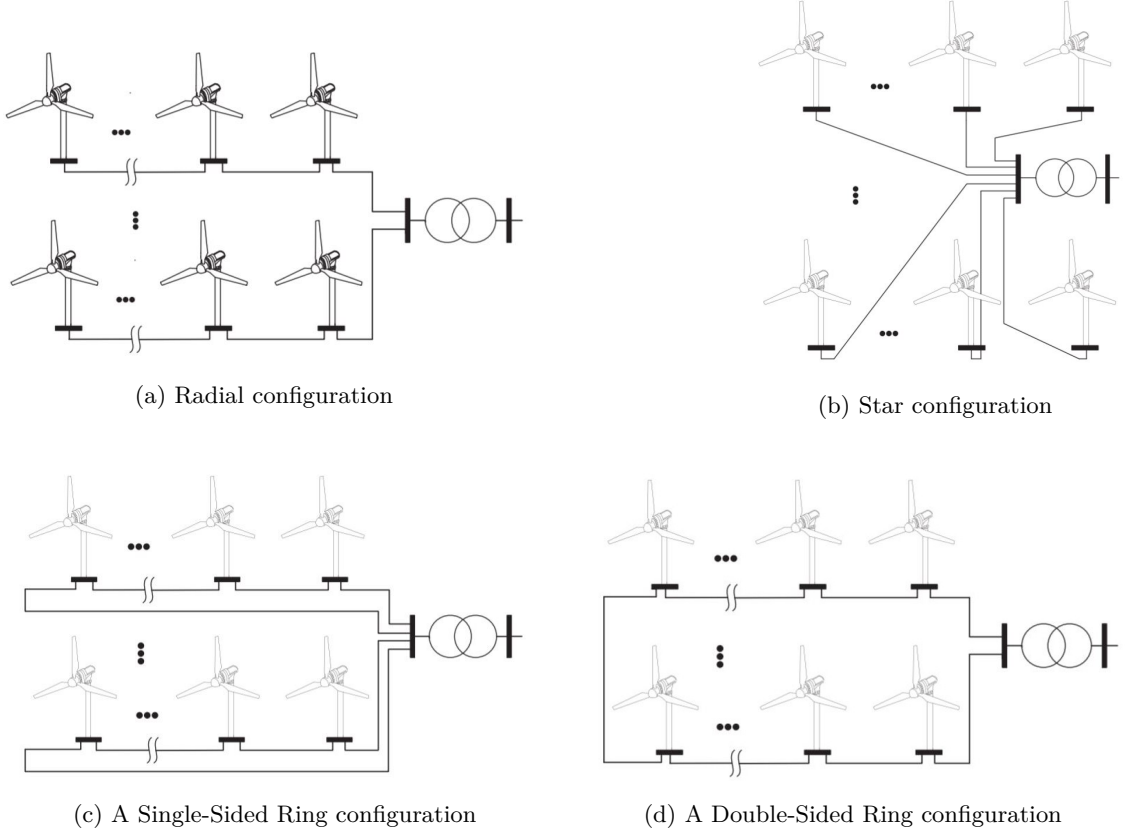 (a) Radial configuration
(b) Star configuration
(c) A Single-Sided Ring configuration
(d) A Double-Sided Ring configuration